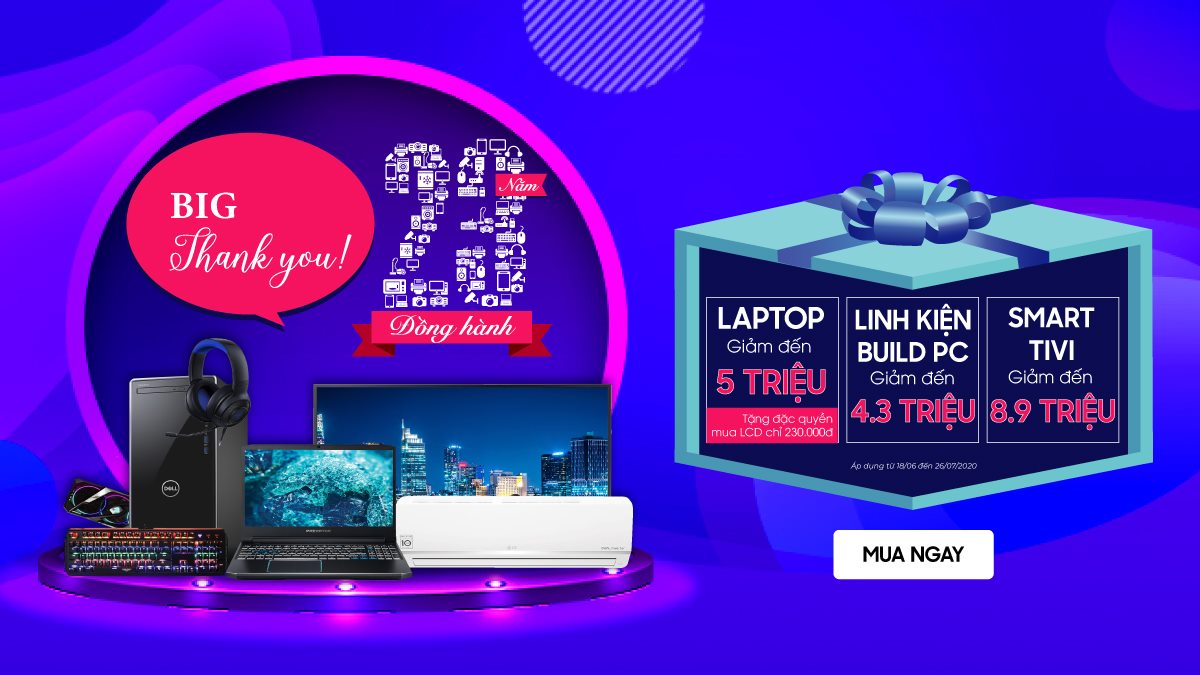 BIG
Thank you!
Năm
Đồng hành
DELL
LG
LAPTOP
Giảm đến
5 TRIỆU
Tặng đặc quyền
mua LCD chỉ 230.000đ
LINH KIỆN
BUILD PC
Giảm đến
4.3 TRIỆU
SMART
TIVI
Giảm đến
8.9 TRIỆU
Áp dụng từ 18/06 đến 26/07/2020
MUA NGAY